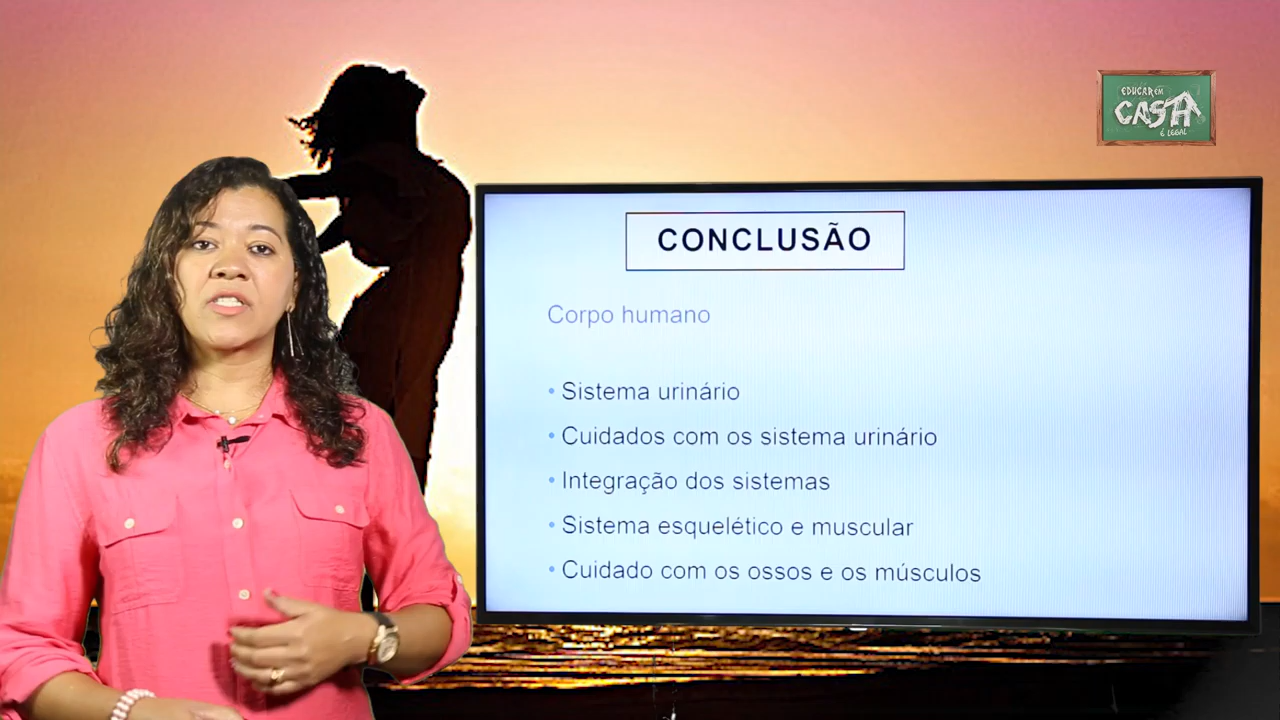 EDUCAR EM
CASA
É LEGAL
CONCLUSÃO
Corpo humano
• Sistema urinário
• Cuidados com os sistema urinário
• Integração dos sistemas
• Sistema esquelético e muscular
• Cuidado com os ossos e os músculos